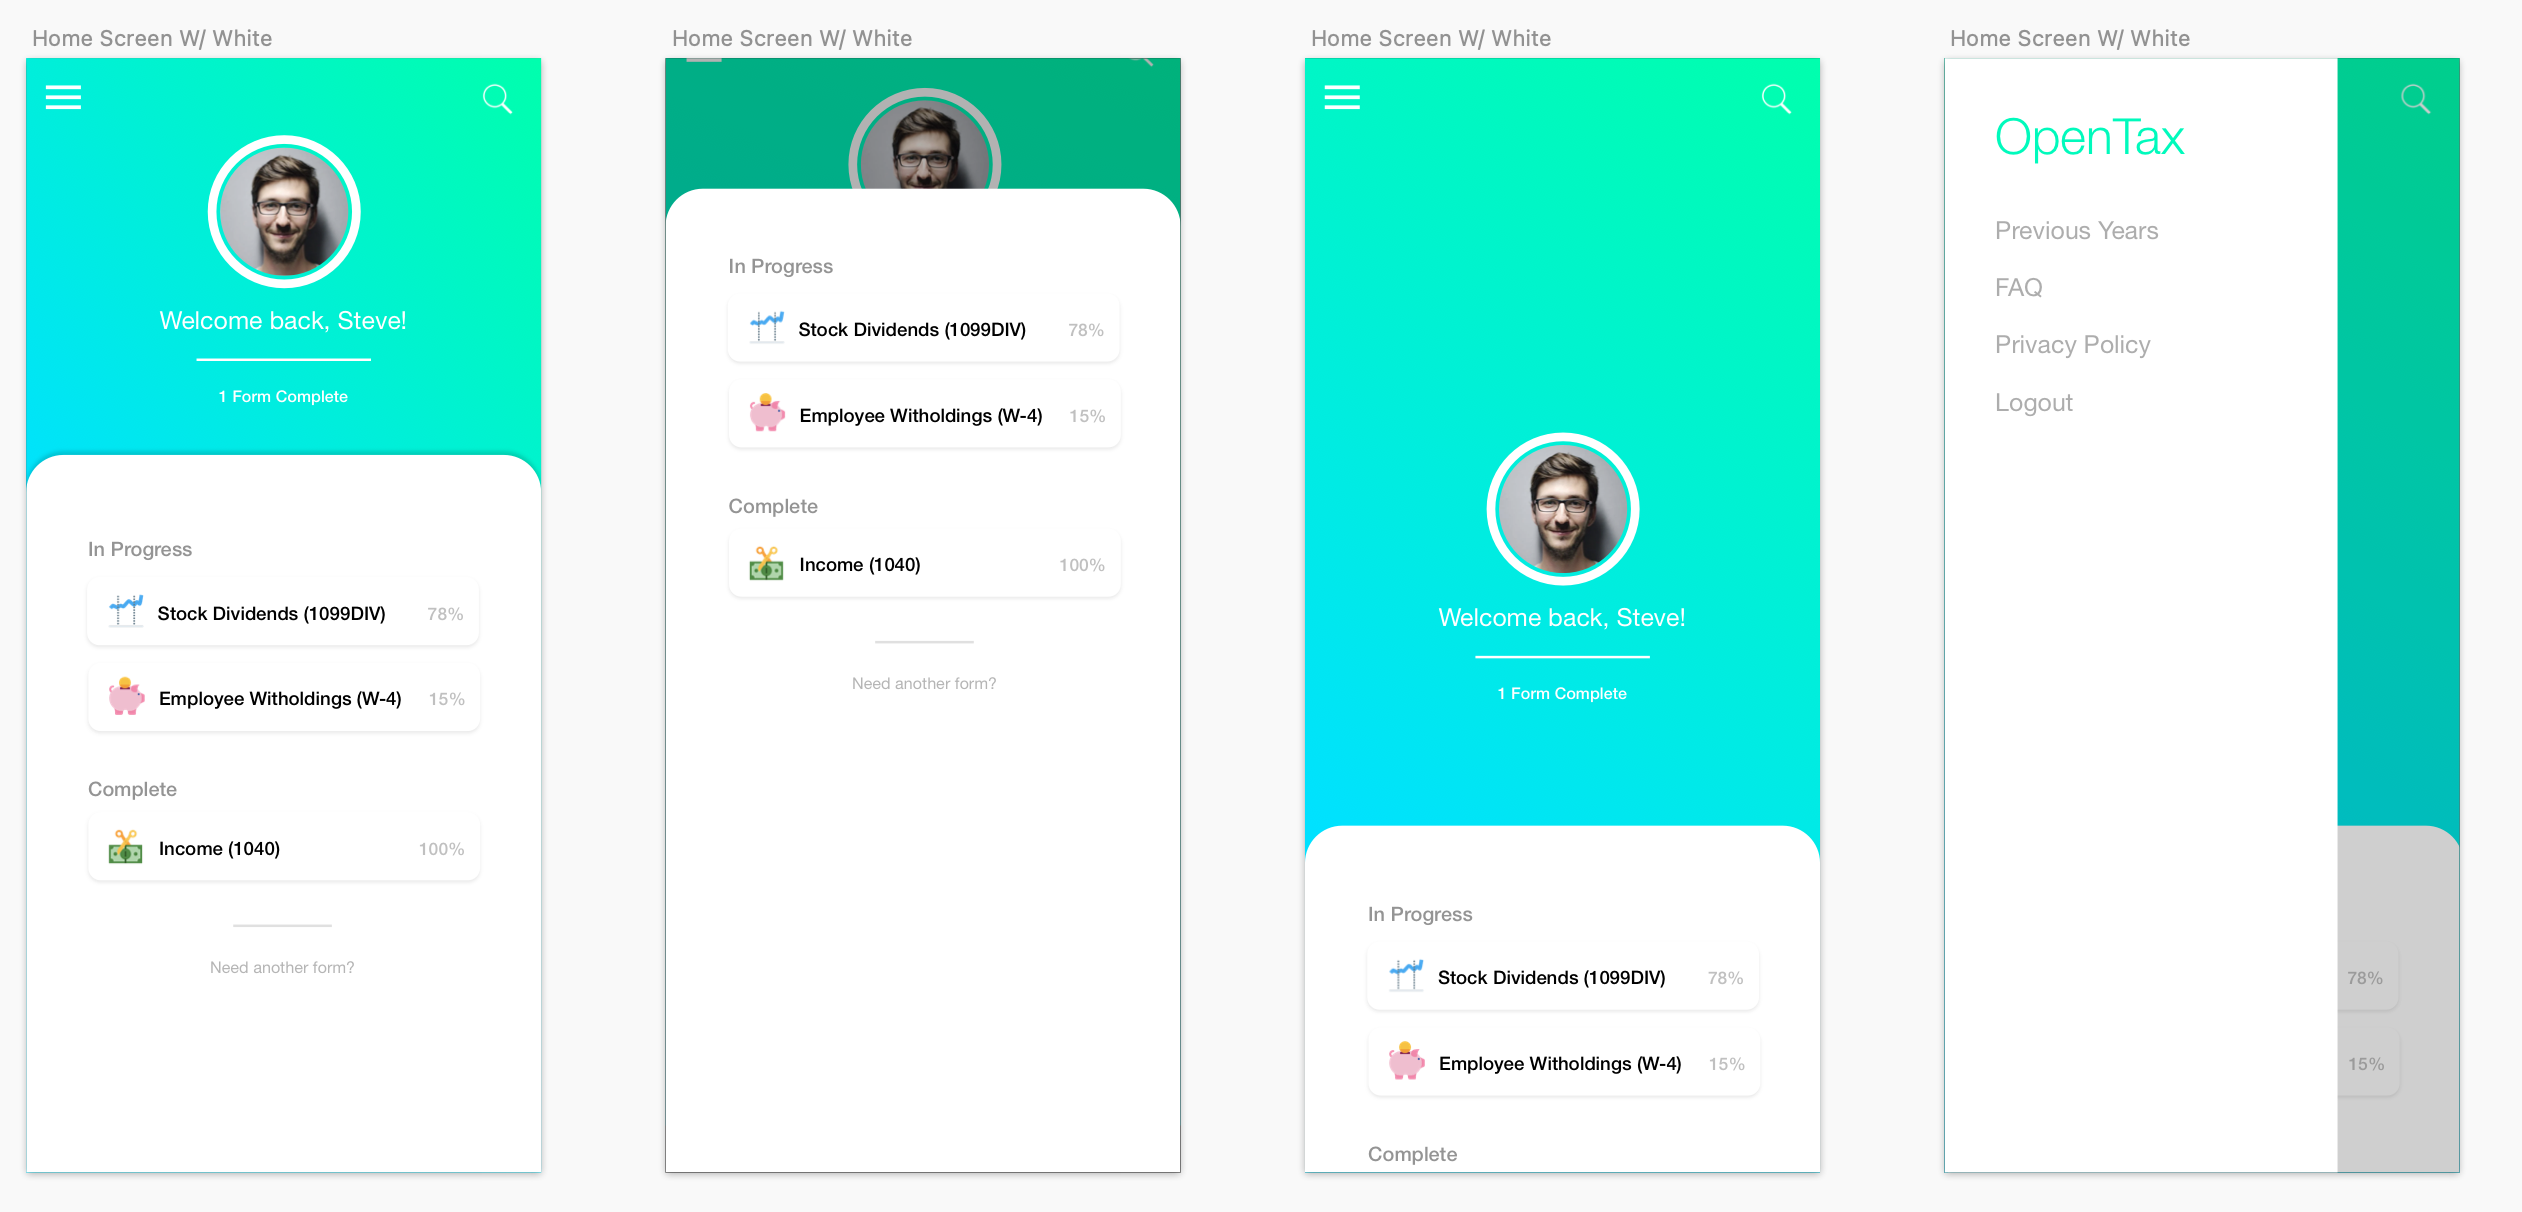 Home Screen W/ White
Welcome back, Steve!
1 Form Complete
In Progress
Stock Dividends (1099DIV) 78%
Employee Witholdings (W-4) 15%
Complete
Income (1040) 100%
Need another form?
Home Screen W/ White
In Progress
Stock Dividends (1099DIV) 78%
Employee Witholdings (W-4) 15%
Complete
Income (1040) 100%
Need another form?
Home Screen W/ White
Welcome back, Steve!
1 Form Complete
In Progress
Stock Dividends (1099DIV) 78%
Employee Witholdings (W-4) 15%
Complete
Home Screen W/ White
OpenTax
Previous Years
FAQ
Privacy Policy
Logout
78%
15%